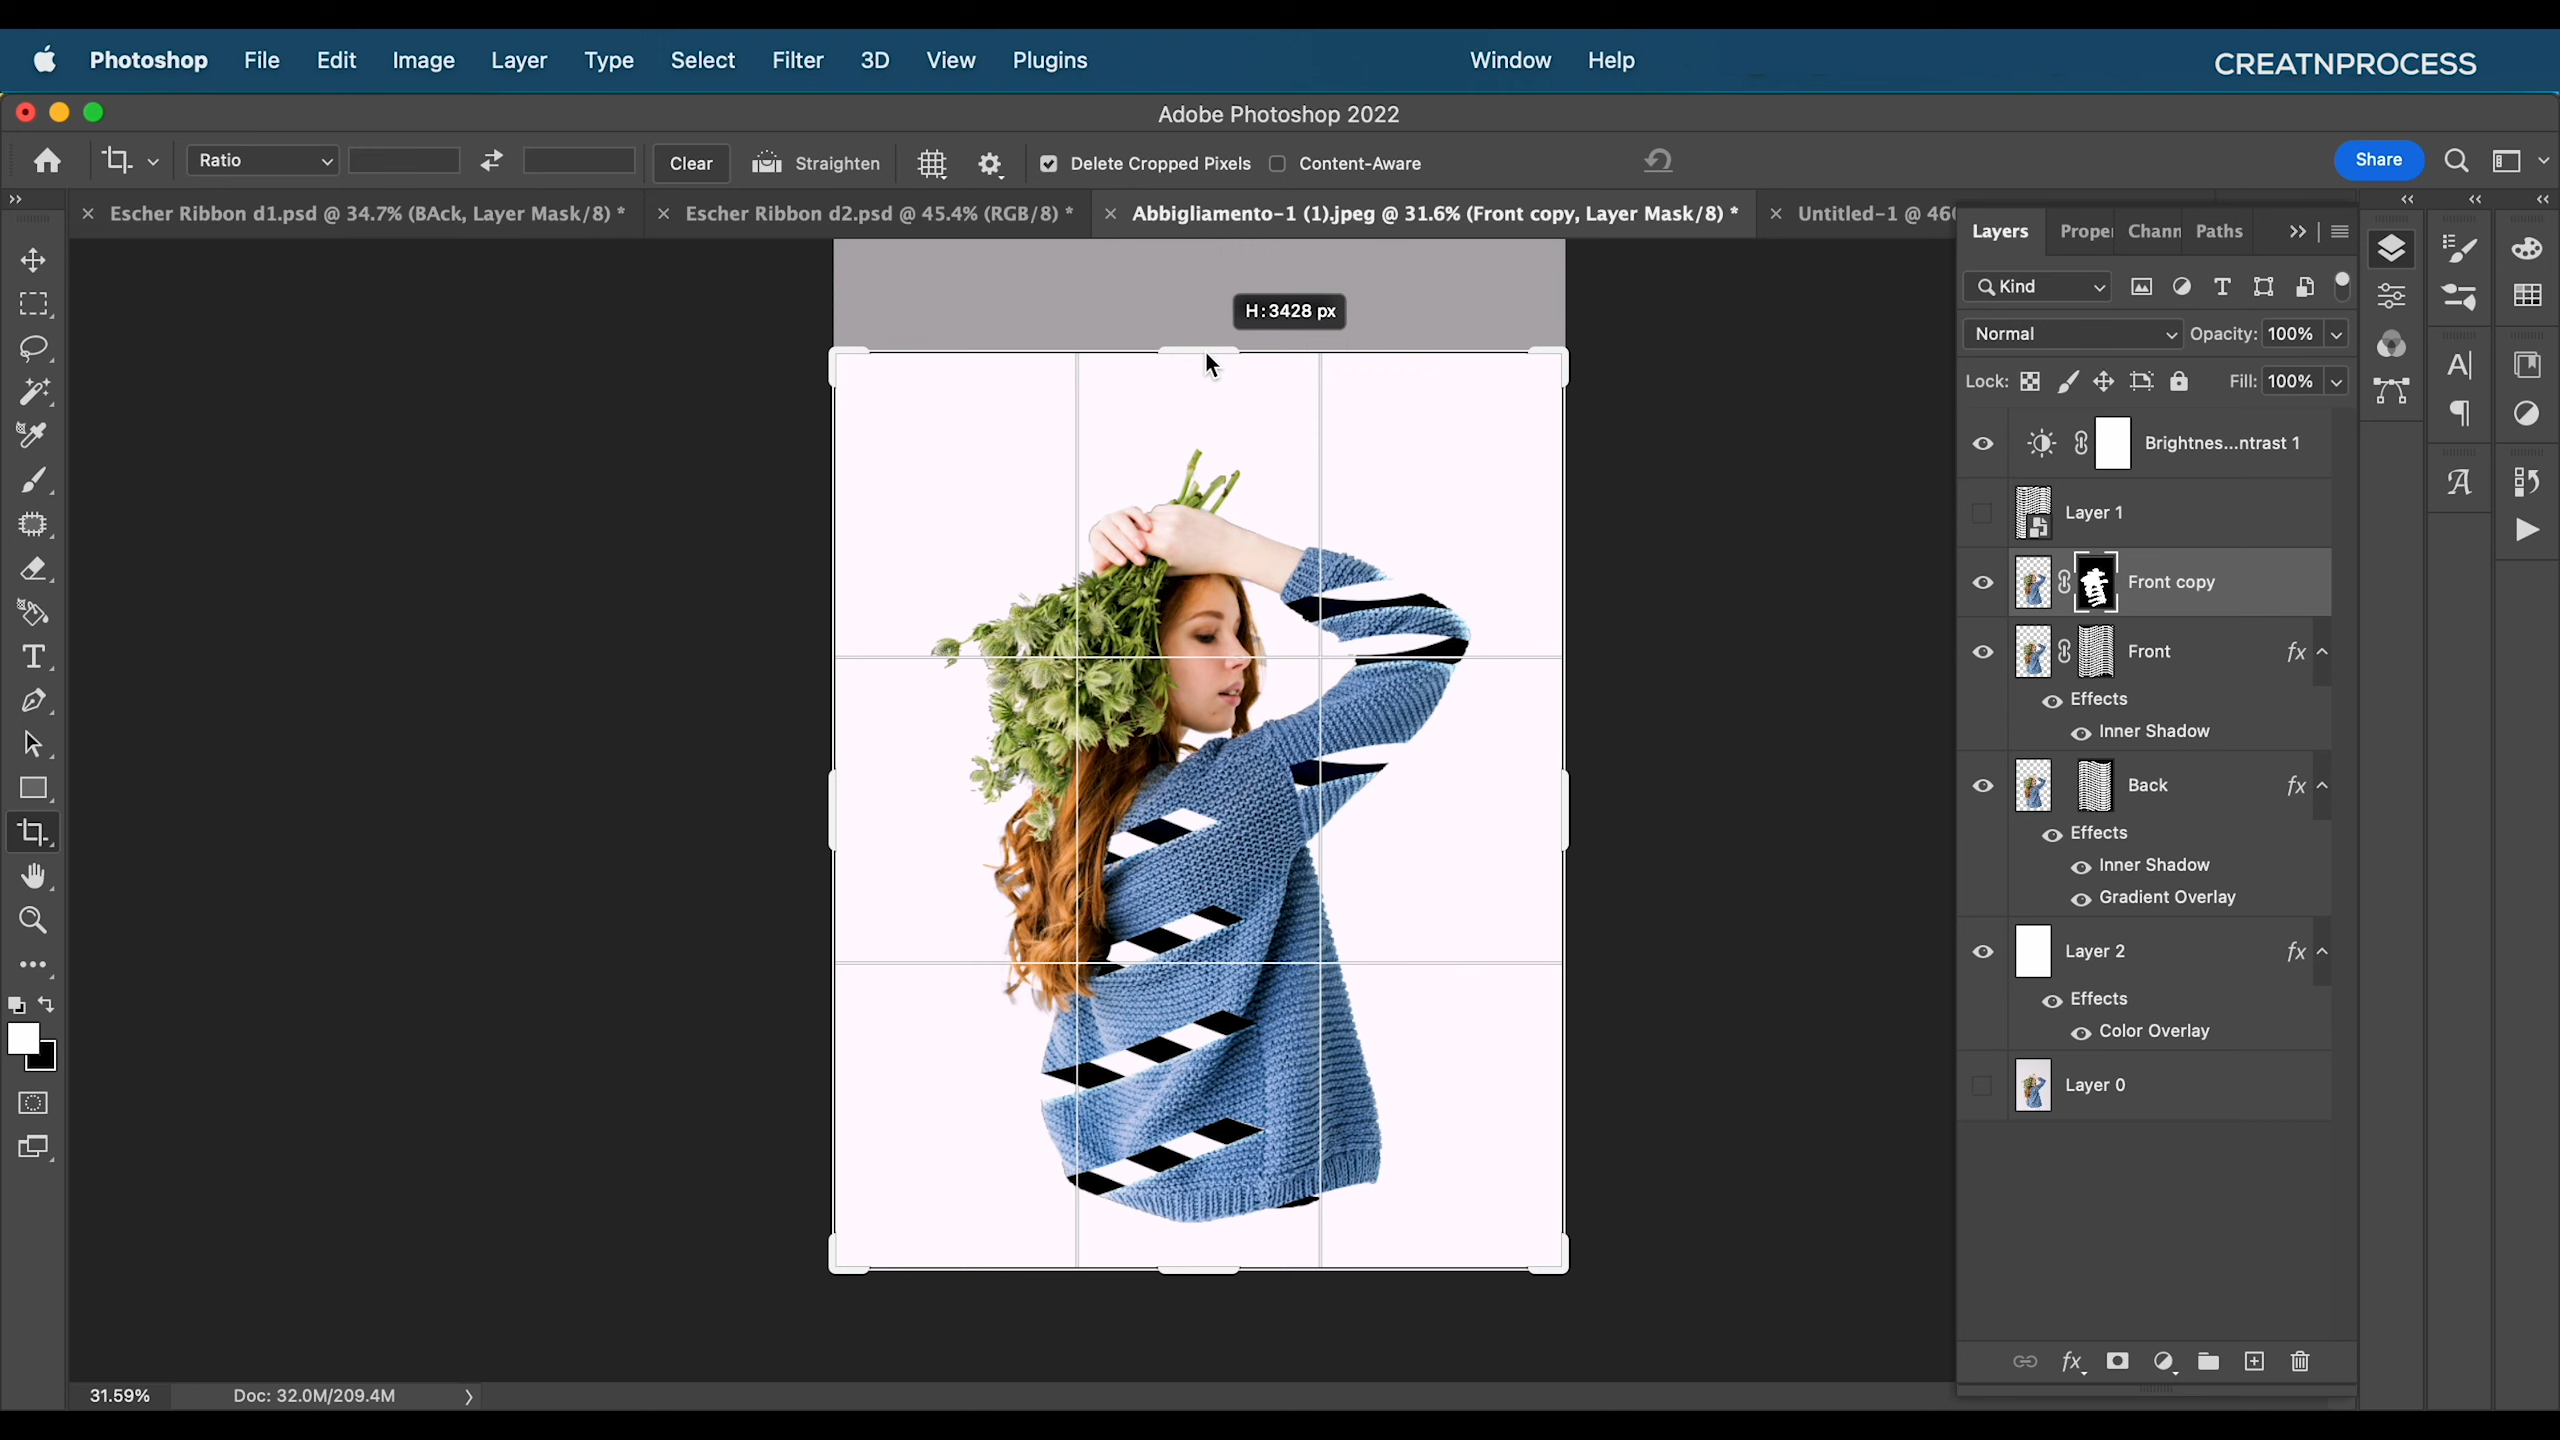 Photoshop File Edit Image Layer Type Select Filter 3D View Plugins Window Help CREATNPROCESS
Adobe Photoshop 2022
Ratio Clear Straighten Delete Cropped Pixels Content-Aware Share
Escher Ribbon d1.psd @ 34.7% (BAck, Layer Mask/8) * Escher Ribbon d2.psd @ 45.4% (RGB/8) * Abbigliamento-1 (1).jpeg @ 31.6% (Front copy, Layer Mask/8) * Untitled-1 @ 460
Layers Proper Chann Paths
Kind
H: 3428 px
Normal Opacity: 100%
Lock: Fill: 100%
Brightnes...ntrast 1
Layer 1
Front copy
Front fx
Effects
Inner Shadow
Back fx
Effects
Inner Shadow
Gradient Overlay
Layer 2 fx
Effects
Color Overlay
Layer 0
fx
31.59% Doc: 32.0M/209.4M